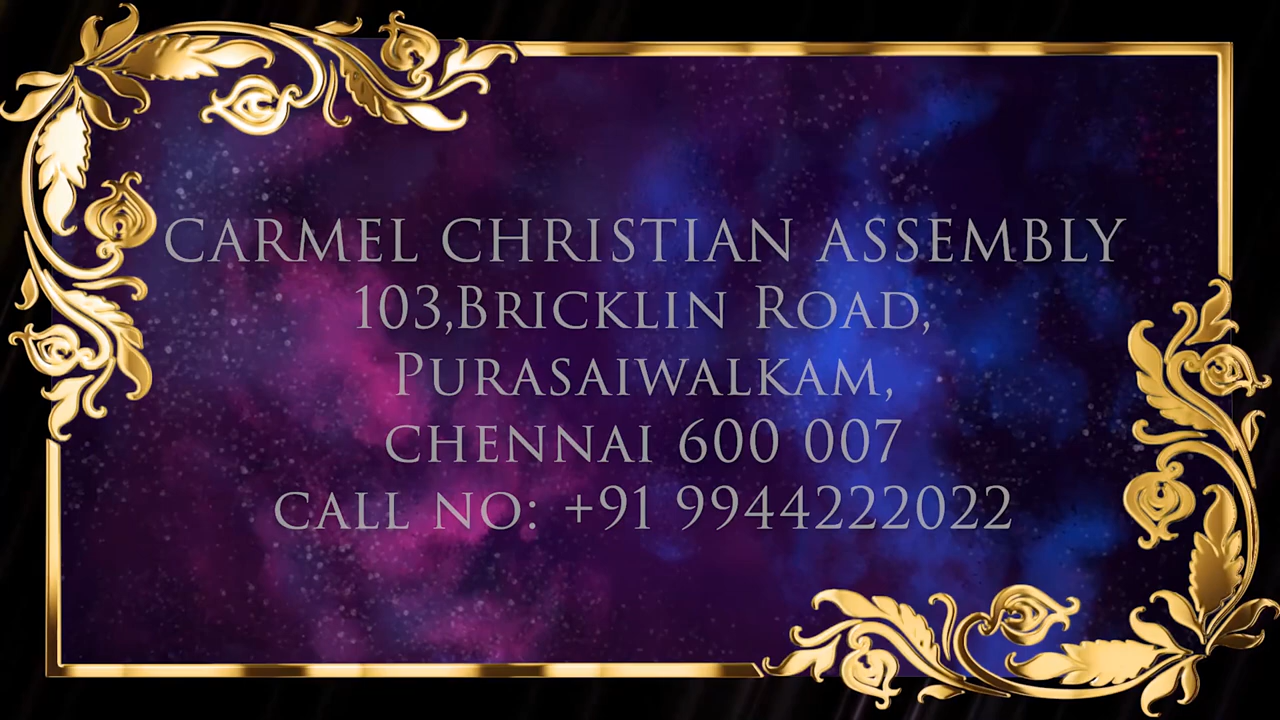 CARMEL CHRISTIAN ASSEMBLY
103,BRICKLIN ROAD,
PURASAIWALKAM,
CHENNAI 600 007
CALL NO: +91 9944222022